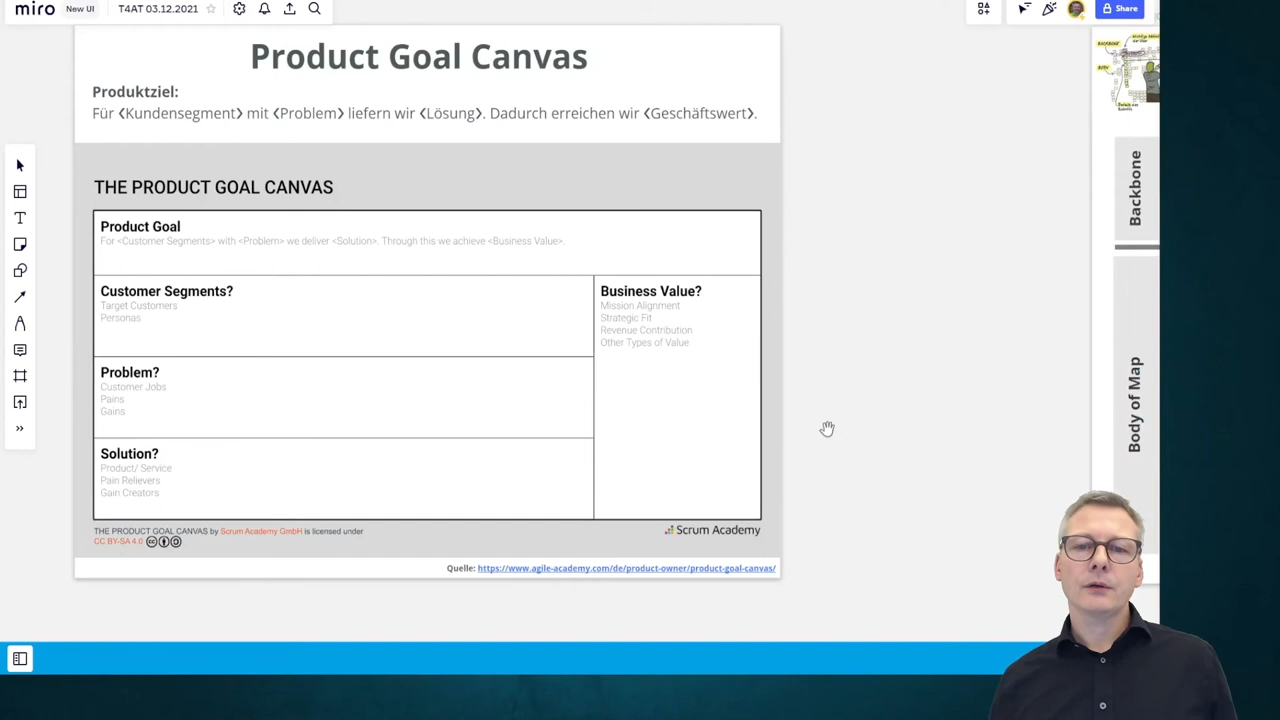 miro
New UI
T4AT 03.12.2021
Share
Product Goal Canvas
Produktziel:
Für <Kundensegment> mit <Problem> liefern wir <Lösung>. Dadurch erreichen wir <Geschäftswert>.
THE PRODUCT GOAL CANVAS
Product Goal
For <Customer Segments> with <Problem> we deliver <Solution>. Through this we achieve <Business Value>.
Customer Segments?
Target Customers
Personas
Business Value?
Mission Alignment
Strategic Fit
Revenue Contribution
Other Types of Value
Problem?
Customer Jobs
Pains
Gains
Solution?
Product/ Service
Pain Relievers
Gain Creators
THE PRODUCT GOAL CANVAS by Scrum Academy GmbH is licensed under
CC BY-SA 4.0
Scrum Academy
Quelle: https://www.agile-academy.com/de/product-owner/product-goal-canvas/
BACKBONE
BODY
Backbone
Body of Map